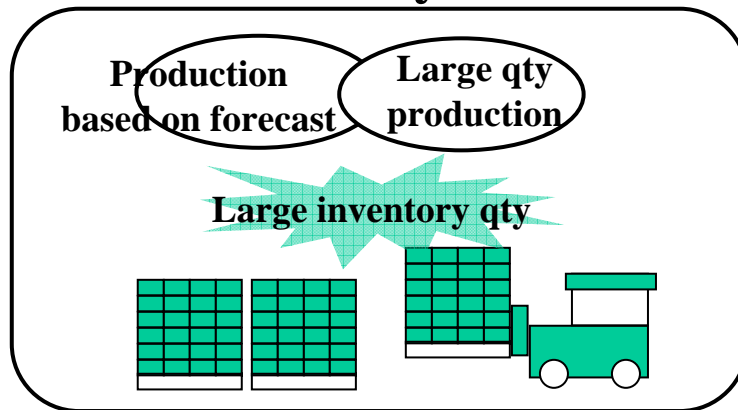 Production
based on forecast
Large qty
production
Large inventory qty